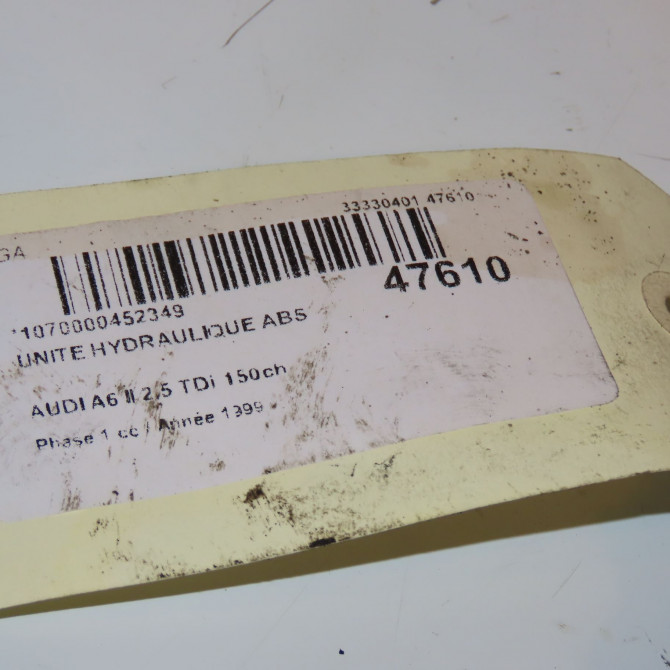 GA
33330401 47610
47610
*1070000452349
UNITE HYDRAULIQUE ABS
AUDI A6 II 2.5 TDi 150ch
Phase 1 cc / Année 1999